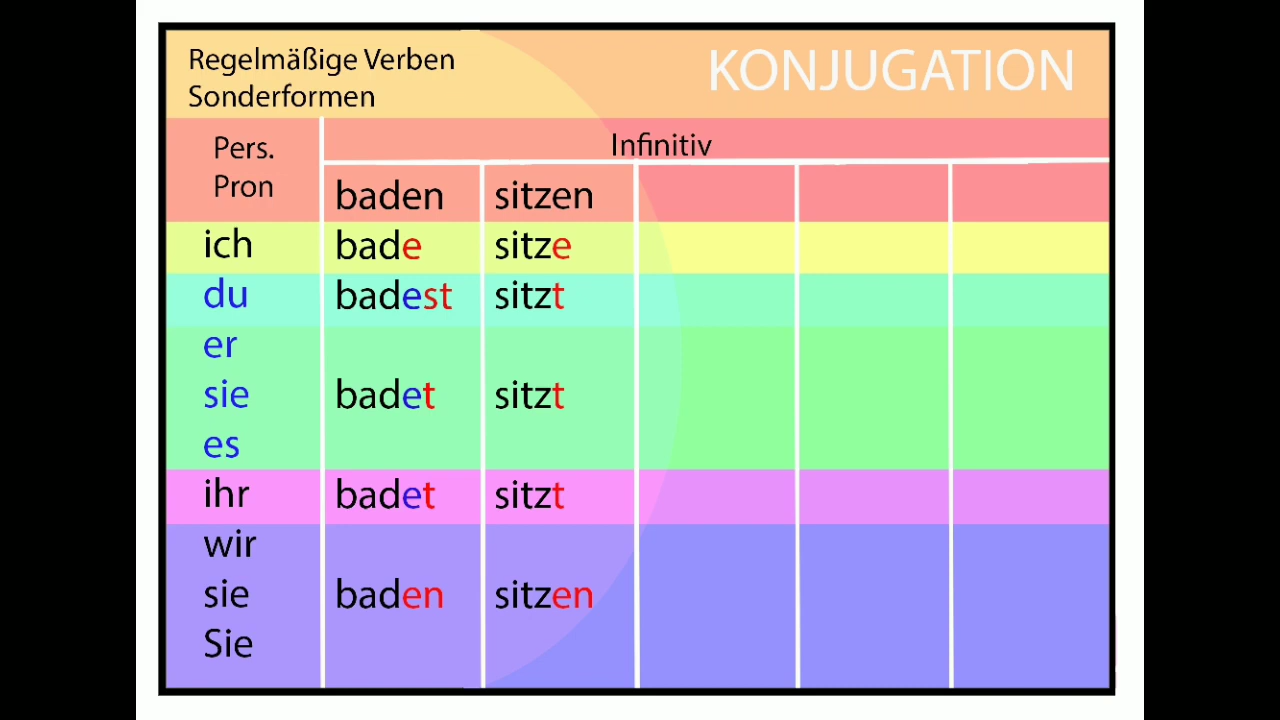 Regelmäßige Verben
Sonderformen
KONJUGATION
Pers.
Pron
Infinitiv
baden sitzen
ich bade sitze
du badest sitzt
er
sie badet sitzt
es
ihr badet sitzt
wir
sie baden sitzen
Sie